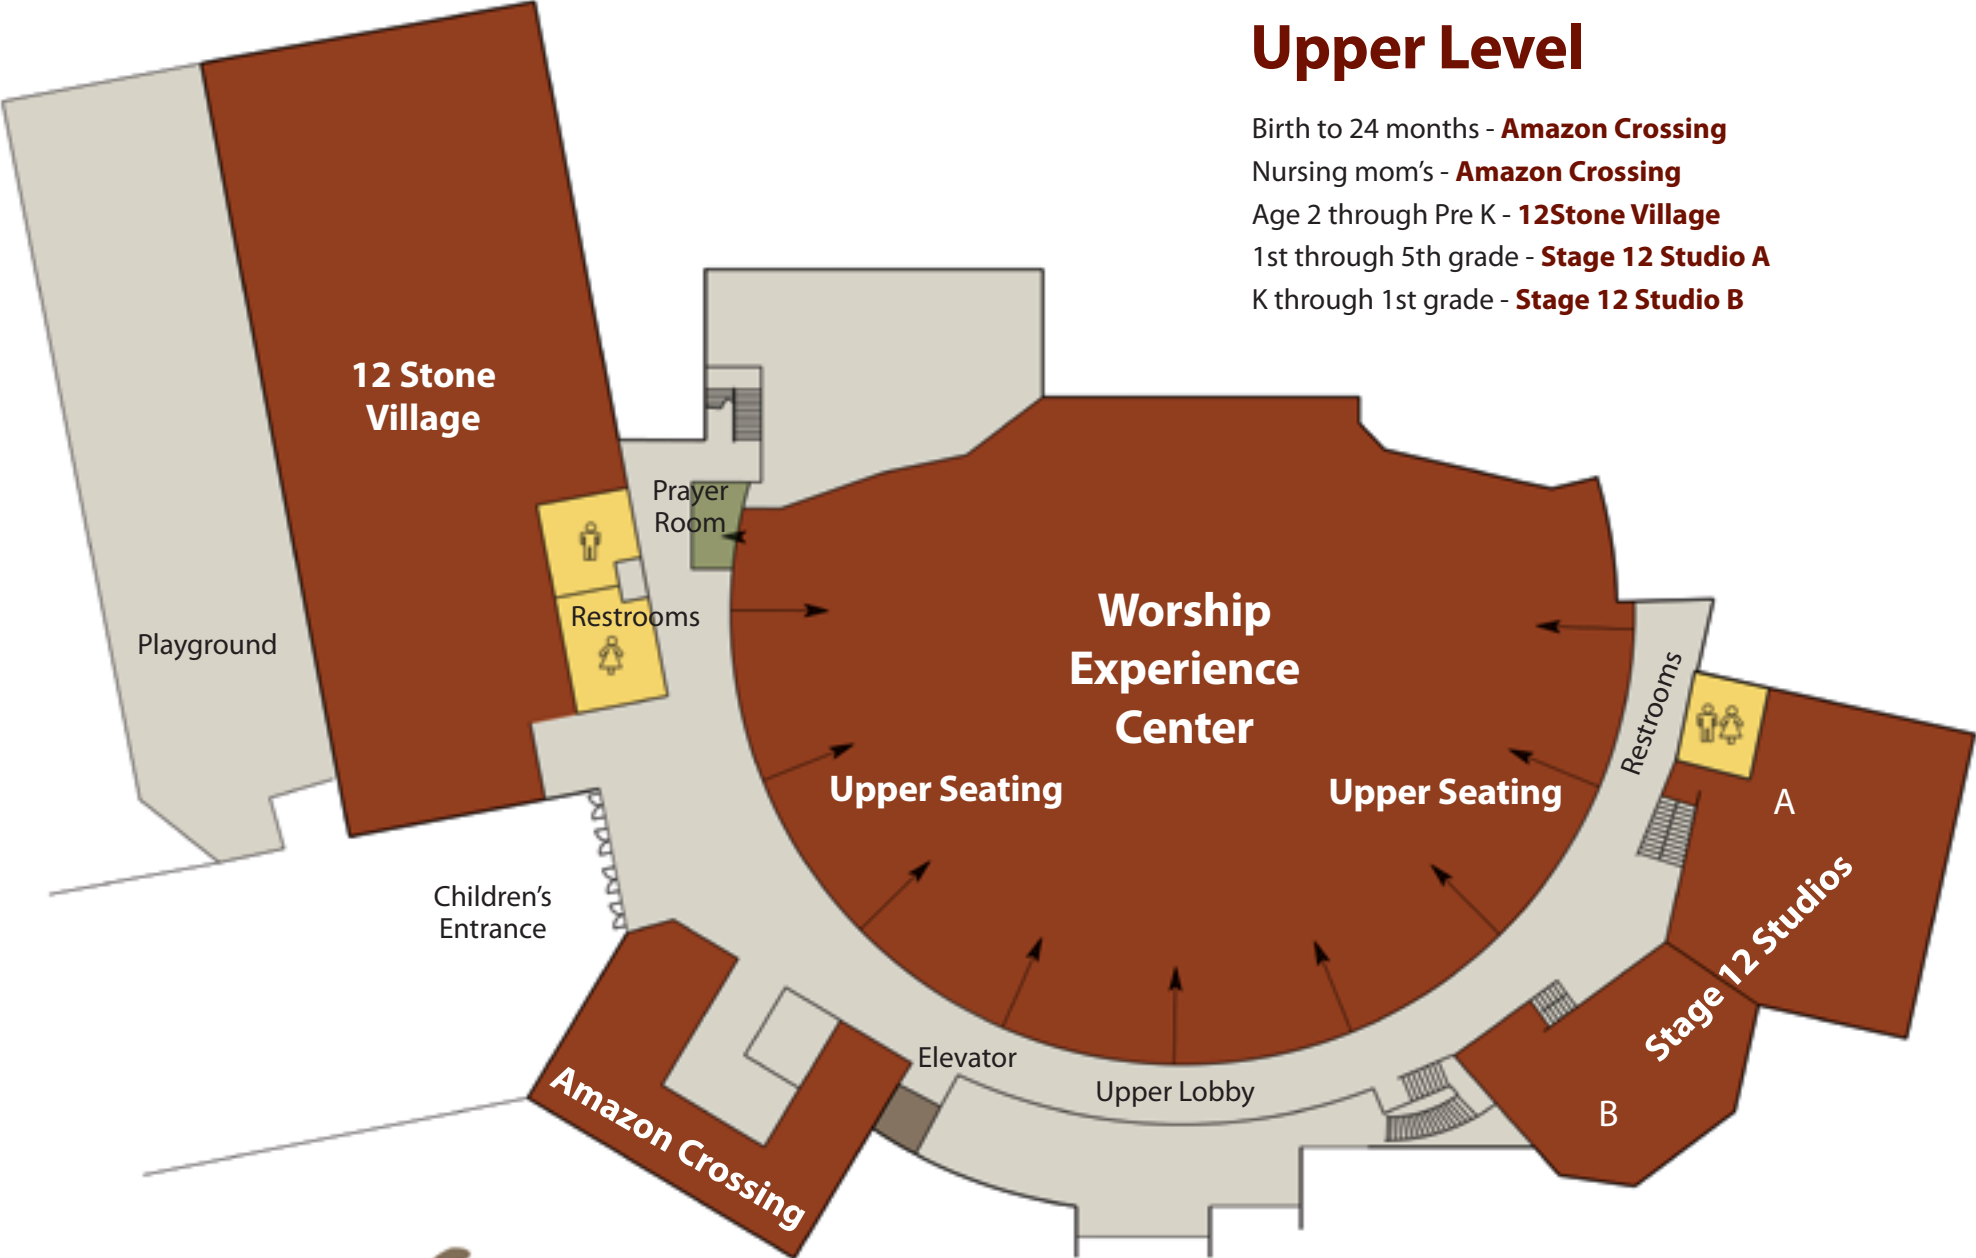 Upper Level
Birth to 24 months - Amazon Crossing
Nursing mom’s - Amazon Crossing
Age 2 through Pre K - 12Stone Village
1st through 5th grade - Stage 12 Studio A
K through 1st grade - Stage 12 Studio B
12 Stone
Village
Prayer
Room
Restrooms
Playground
Worship
Experience
Center
Upper Seating
Upper Seating
Restrooms
A
Children’s
Entrance
Stage 12 Studios
Elevator
Upper Lobby
B
Amazon Crossing